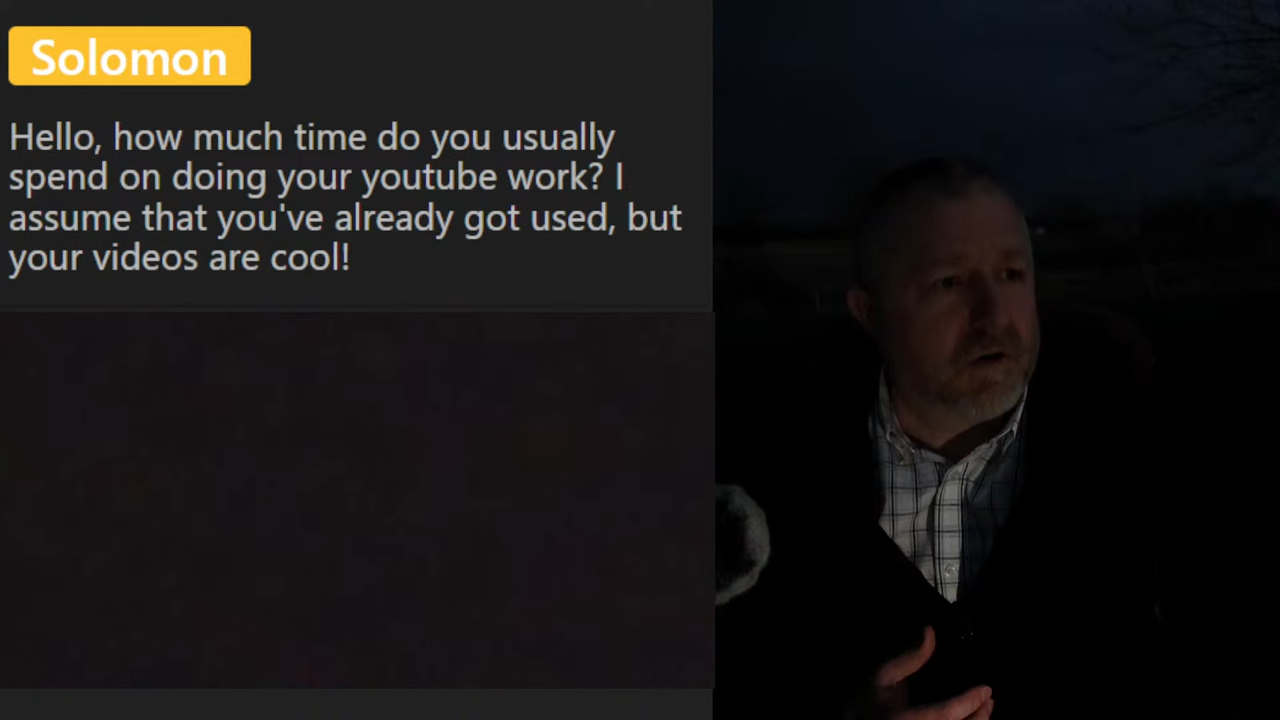 Solomon
Hello, how much time do you usually
spend on doing your youtube work? I
assume that you've already got used, but
your videos are cool!